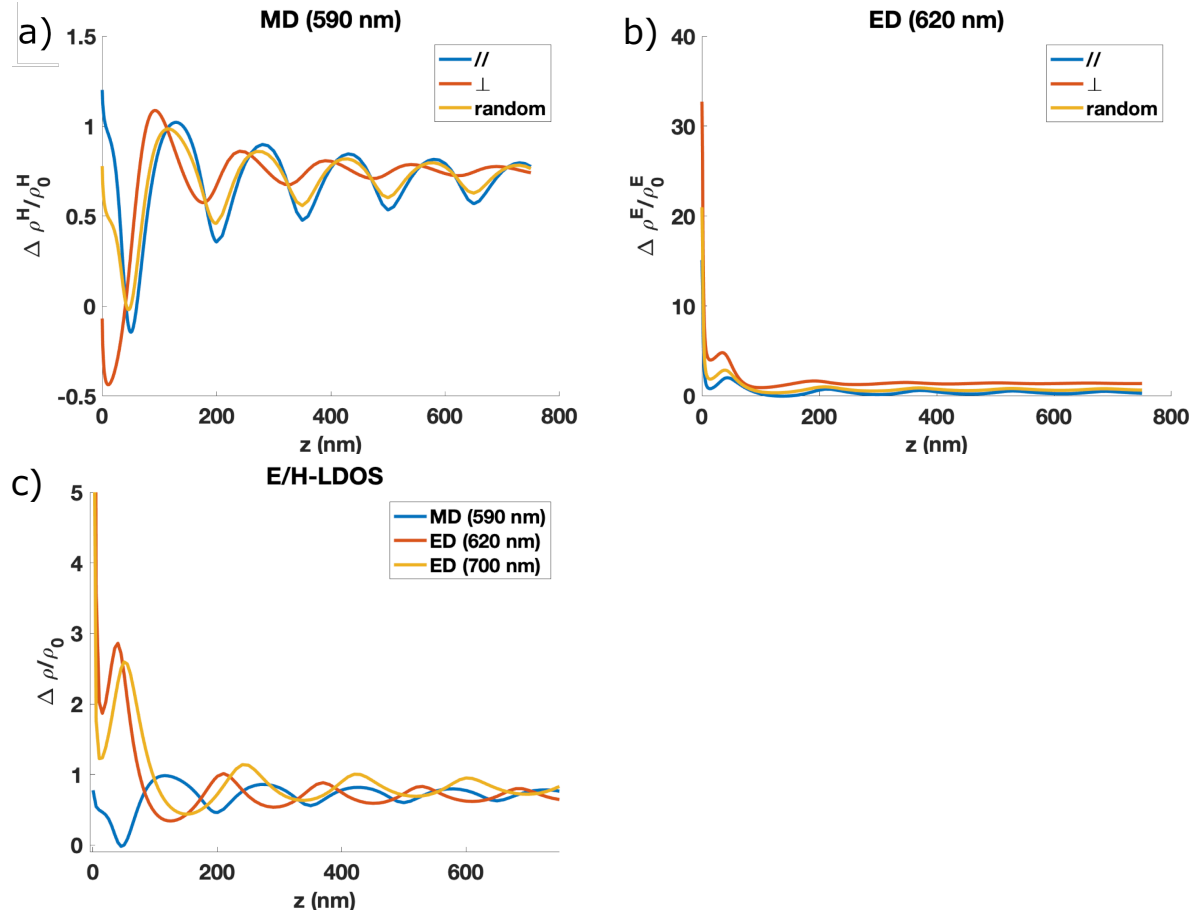 a)
MD (590 nm)
//
⊥
random
Δ ρ^H/ρ_0^H
1.5
1
0.5
0
-0.5
0
200
400
600
800
z (nm)
b)
ED (620 nm)
//
⊥
random
Δ ρ^E/ρ_0^E
40
30
20
10
0
0
200
400
600
800
z (nm)
c)
E/H-LDOS
MD (590 nm)
ED (620 nm)
ED (700 nm)
Δ ρ/ρ_0
5
4
3
2
1
0
0
200
400
600
z (nm)